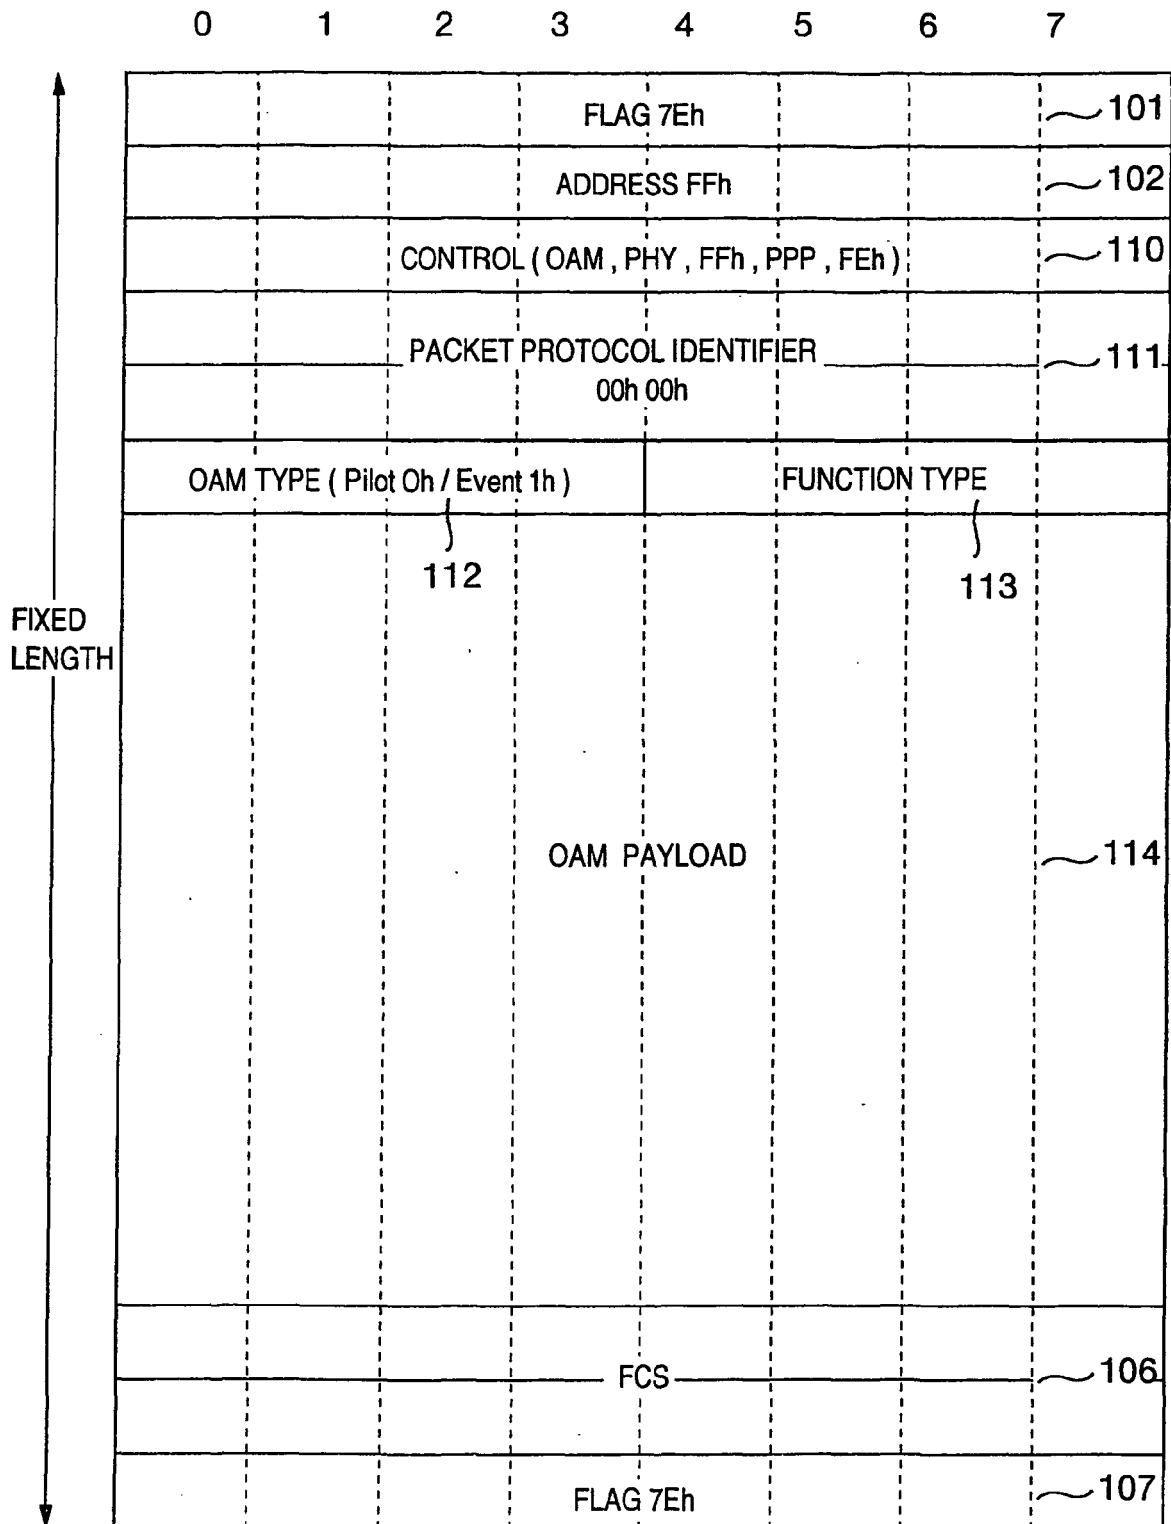 0 1 2 3 4 5 6 7
FLAG 7Eh 101
ADDRESS FFh 102
CONTROL ( OAM , PHY , FFh , PPP , FEh ) 110
PACKET PROTOCOL IDENTIFIER 111
00h 00h
OAM TYPE ( Pilot 0h / Event 1h ) FUNCTION TYPE
112 113
FIXED
LENGTH
OAM PAYLOAD 114
FCS 106
FLAG 7Eh 107